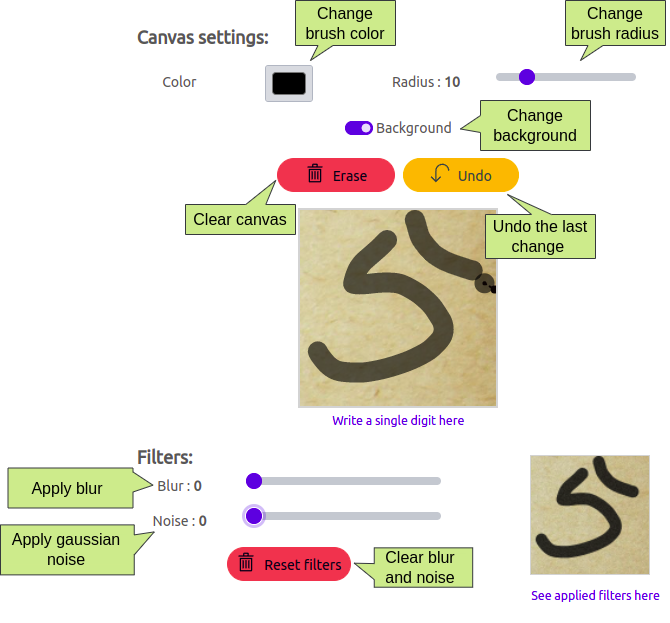 Change
brush color
Change
brush radius
Canvas settings:
Color
Radius : 10
Background
Change
background
Erase
Undo
Clear canvas
Undo the last
change
5
Write a single digit here
Filters:
Apply blur
Blur : 0
Noise : 0
Apply gaussian
noise
Reset filters
Clear blur
and noise
5
See applied filters here